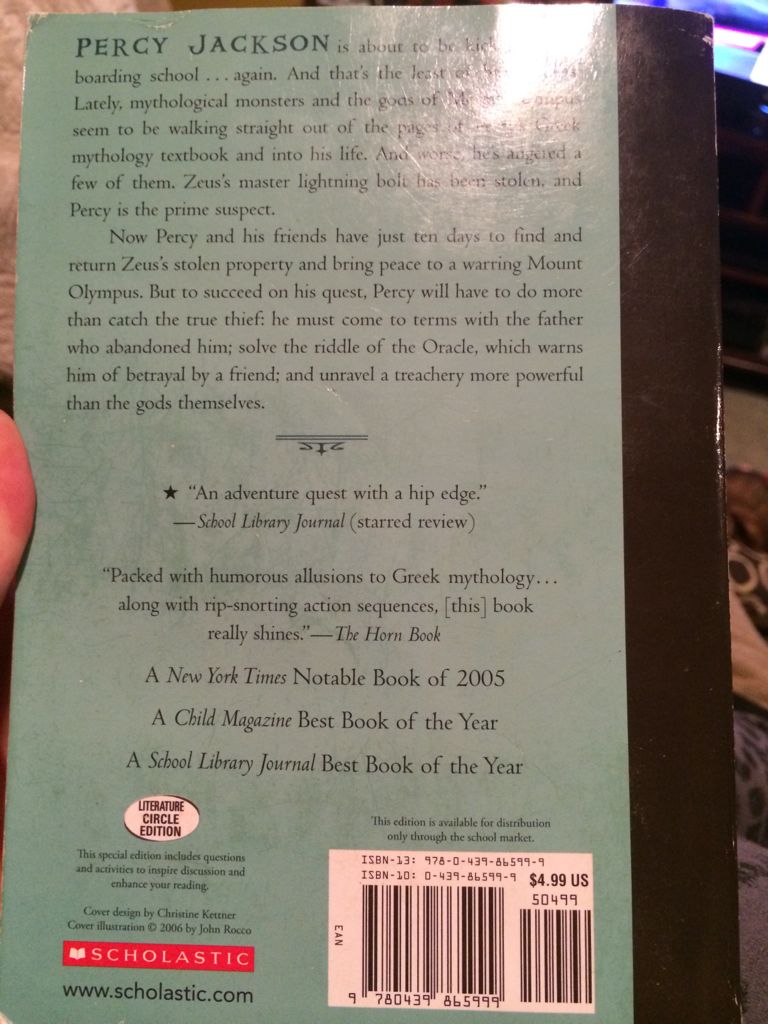 PERCY JACKSON is about to be
boarding school ... again. And that's the least of
Lately, mythological monsters and the gods of
seem to be walking straight out of the pages of Greek
mythology textbook and into his life. And worse, he's angered a
few of them. Zeus's master lightning bolt has been stolen, and
Percy is the prime suspect.
Now Percy and his friends have just ten days to find and
return Zeus's stolen property and bring peace to a warring Mount
Olympus. But to succeed on his quest, Percy will have to do more
than catch the true thief: he must come to terms with the father
who abandoned him; solve the riddle of the Oracle, which warns
him of betrayal by a friend; and unravel a treachery more powerful
than the gods themselves.
★ "An adventure quest with a hip edge."
—School Library Journal (starred review)
"Packed with humorous allusions to Greek mythology...
along with rip-snorting action sequences, [this] book
really shines."—The Horn Book
A New York Times Notable Book of 2005
A Child Magazine Best Book of the Year
A School Library Journal Best Book of the Year
LITERATURE
CIRCLE
EDITION
This special edition includes questions
and activities to inspire discussion and
enhance your reading.
Cover design by Christine Kettner
Cover illustration © 2006 by John Rocco
SCHOLASTIC
www.scholastic.com
This edition is available for distribution
only through the school market.
ISBN-13: 978-0-439-86599-9
ISBN-10: 0-439-86599-9
$4.99 US
50499
EAN
9 780439 865999